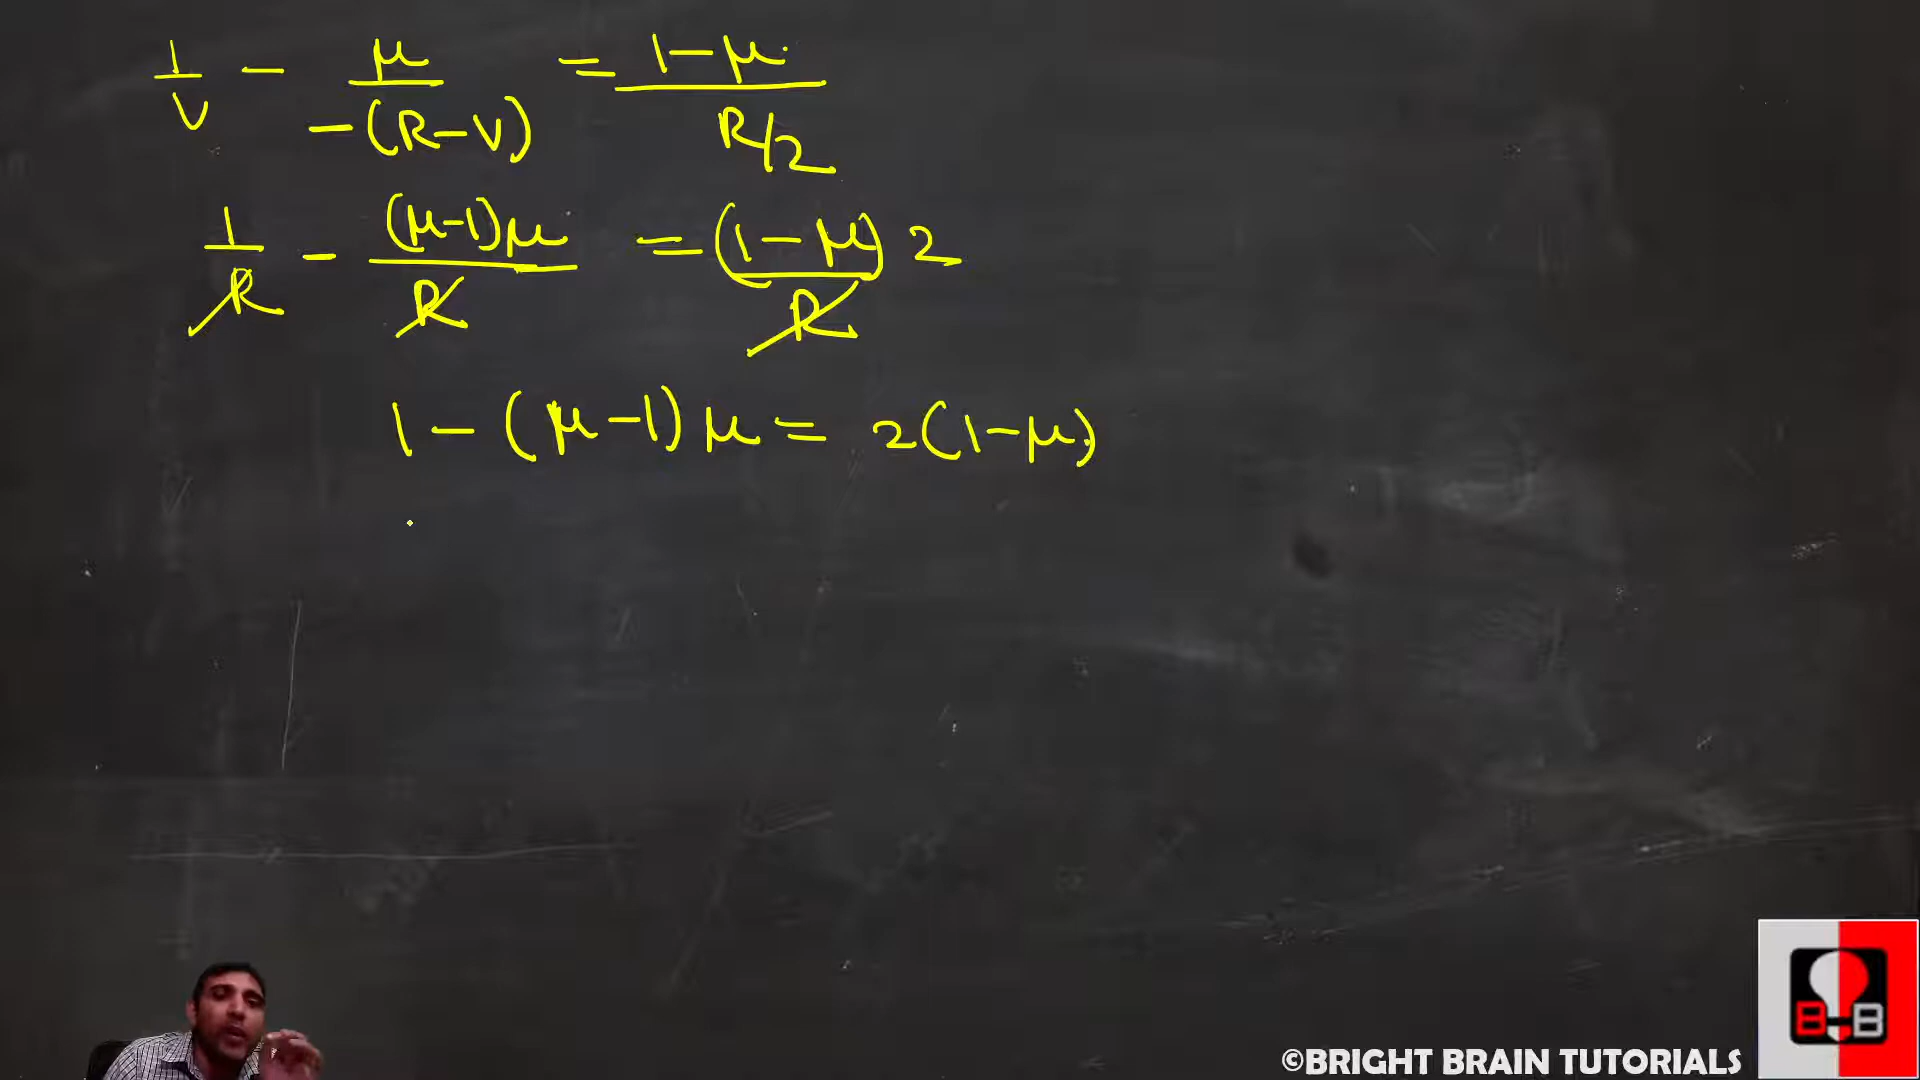 1/V - μ/-(R-V) = 1-μ/R/2
1/R - (μ-1)μ/R = (1-μ)2/R
1-(μ-1)μ = 2(1-μ)
B-B
©BRIGHT BRAIN TUTORIALS